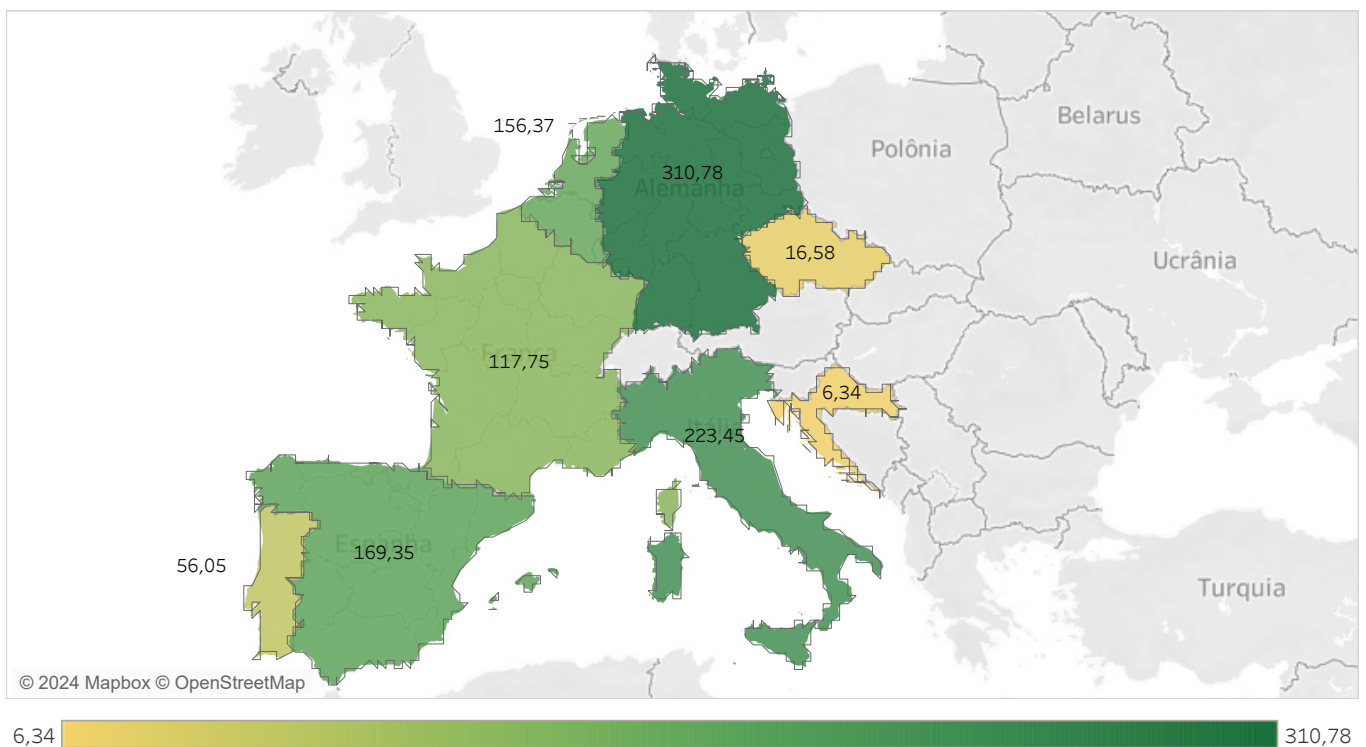 156,37
Belarus
Polônia
310,78
Alemanha
16,58
Ucrânia
França
117,75
6,34
Itália
223,45
Espanha
169,35
56,05
Turquia
© 2024 Mapbox © OpenStreetMap
6,34
310,78